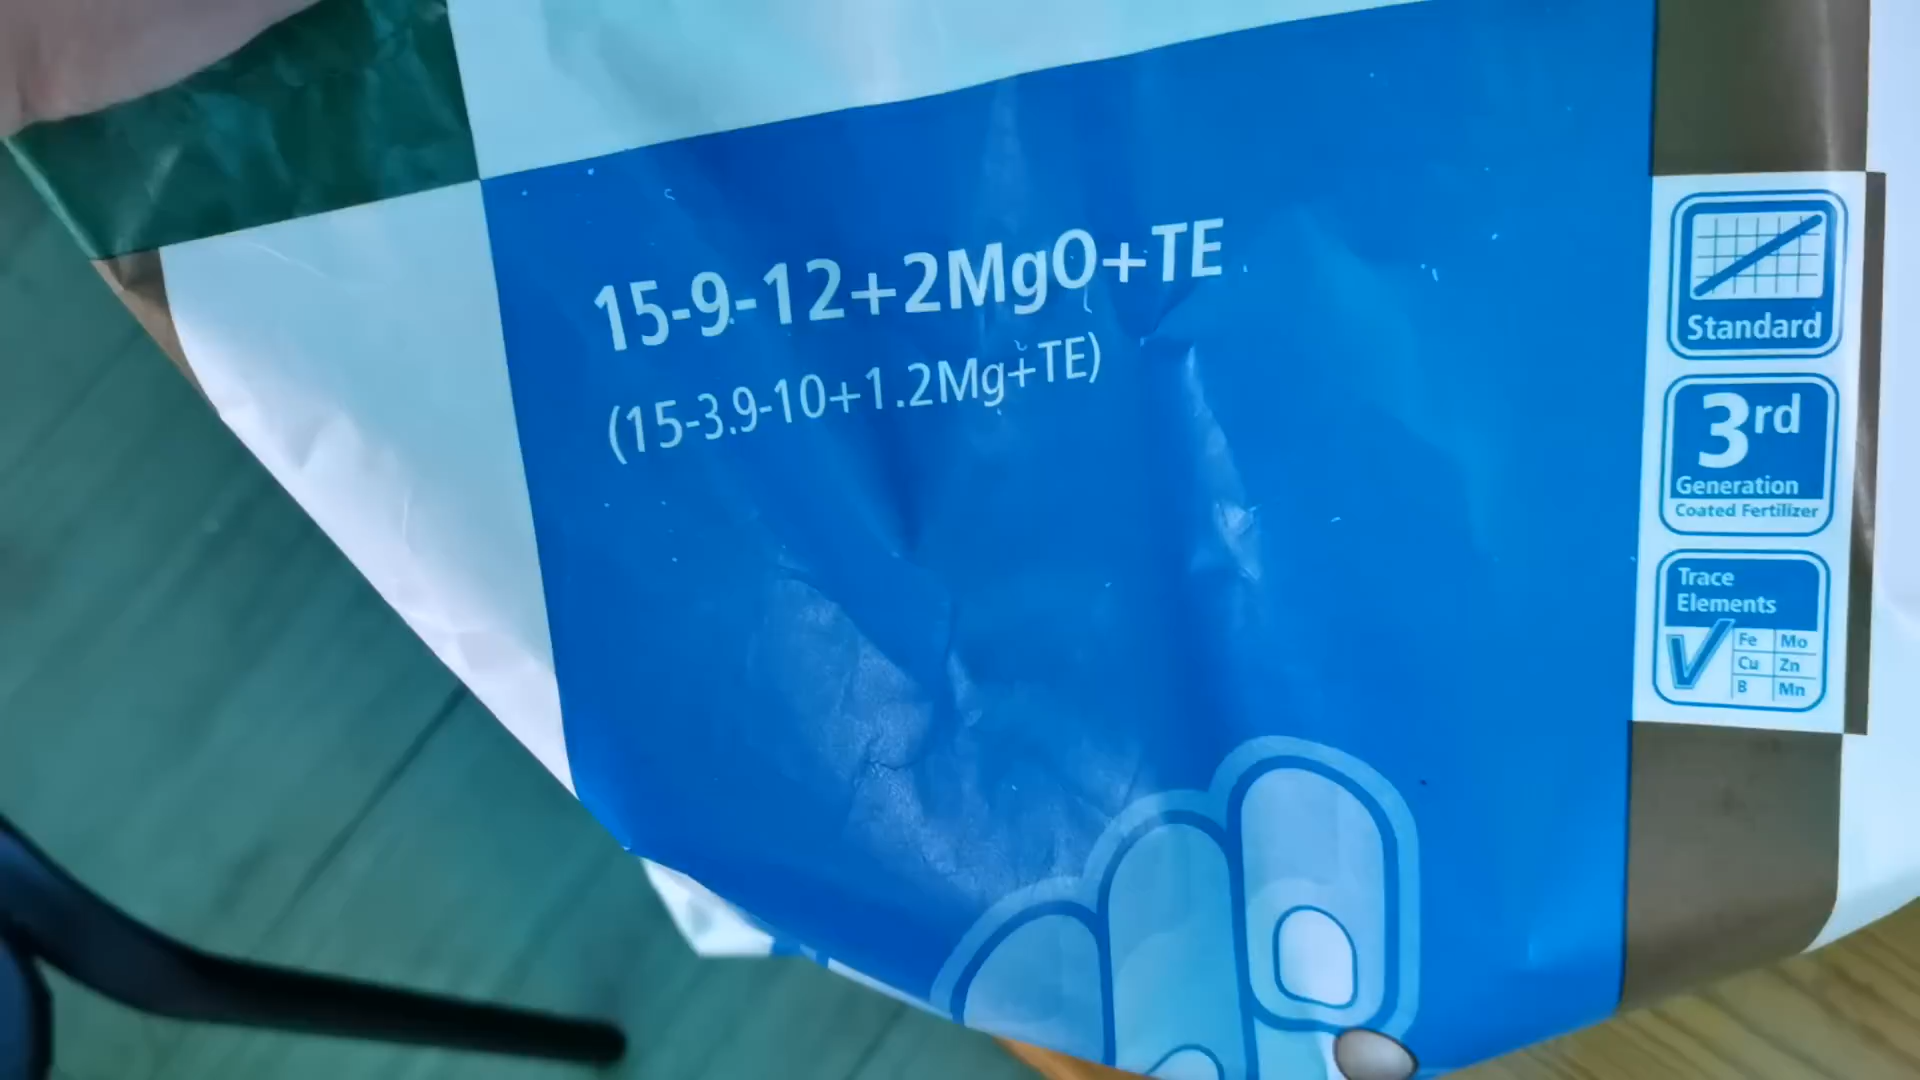 15-9-12+2MgO+TE
(15-3.9-10+1.2Mg+TE)
Standard
3rd
Generation
Coated Fertilizer
Trace
Elements
Fe Mo
Cu Zn
B Mn